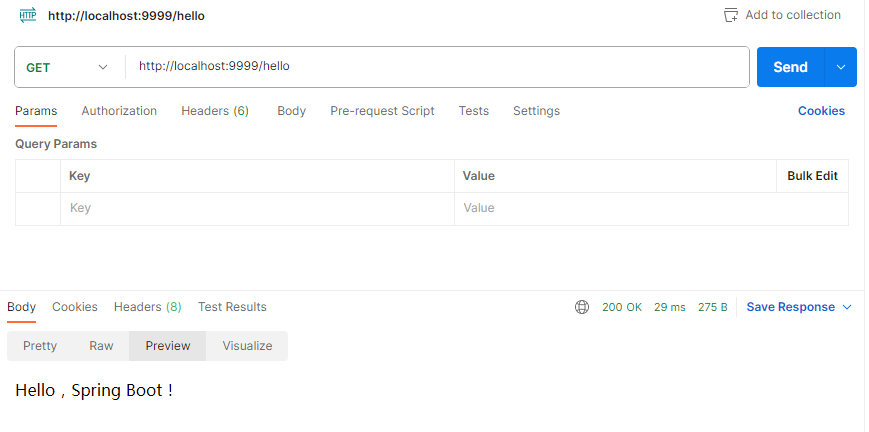 HTTP http://localhost:9999/hello Add to collection
GET http://localhost:9999/hello Send
Params Authorization Headers (6) Body Pre-request Script Tests Settings Cookies
Query Params
Key Value Bulk Edit
Key Value
Body Cookies Headers (8) Test Results 200 OK 29 ms 275 B Save Response
Pretty Raw Preview Visualize
Hello，Spring Boot！